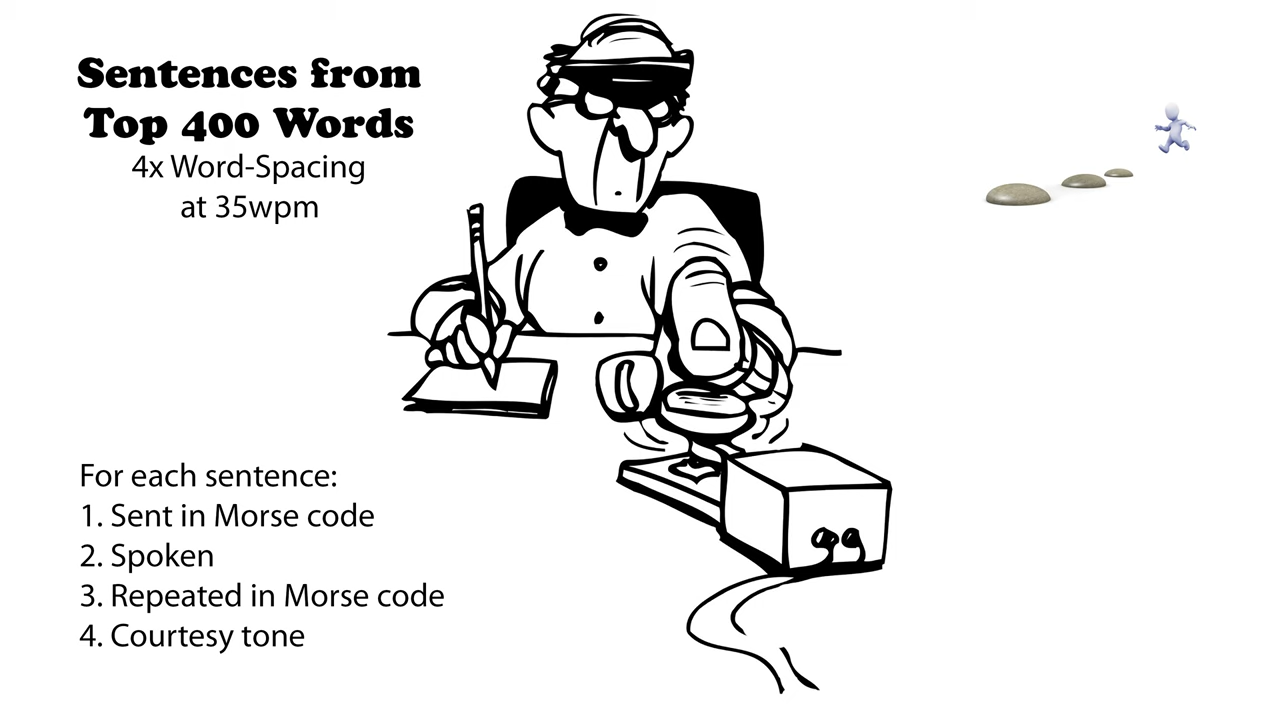 Sentences from
Top 400 Words
4x Word-Spacing
at 35wpm
For each sentence:
1. Sent in Morse code
2. Spoken
3. Repeated in Morse code
4. Courtesy tone